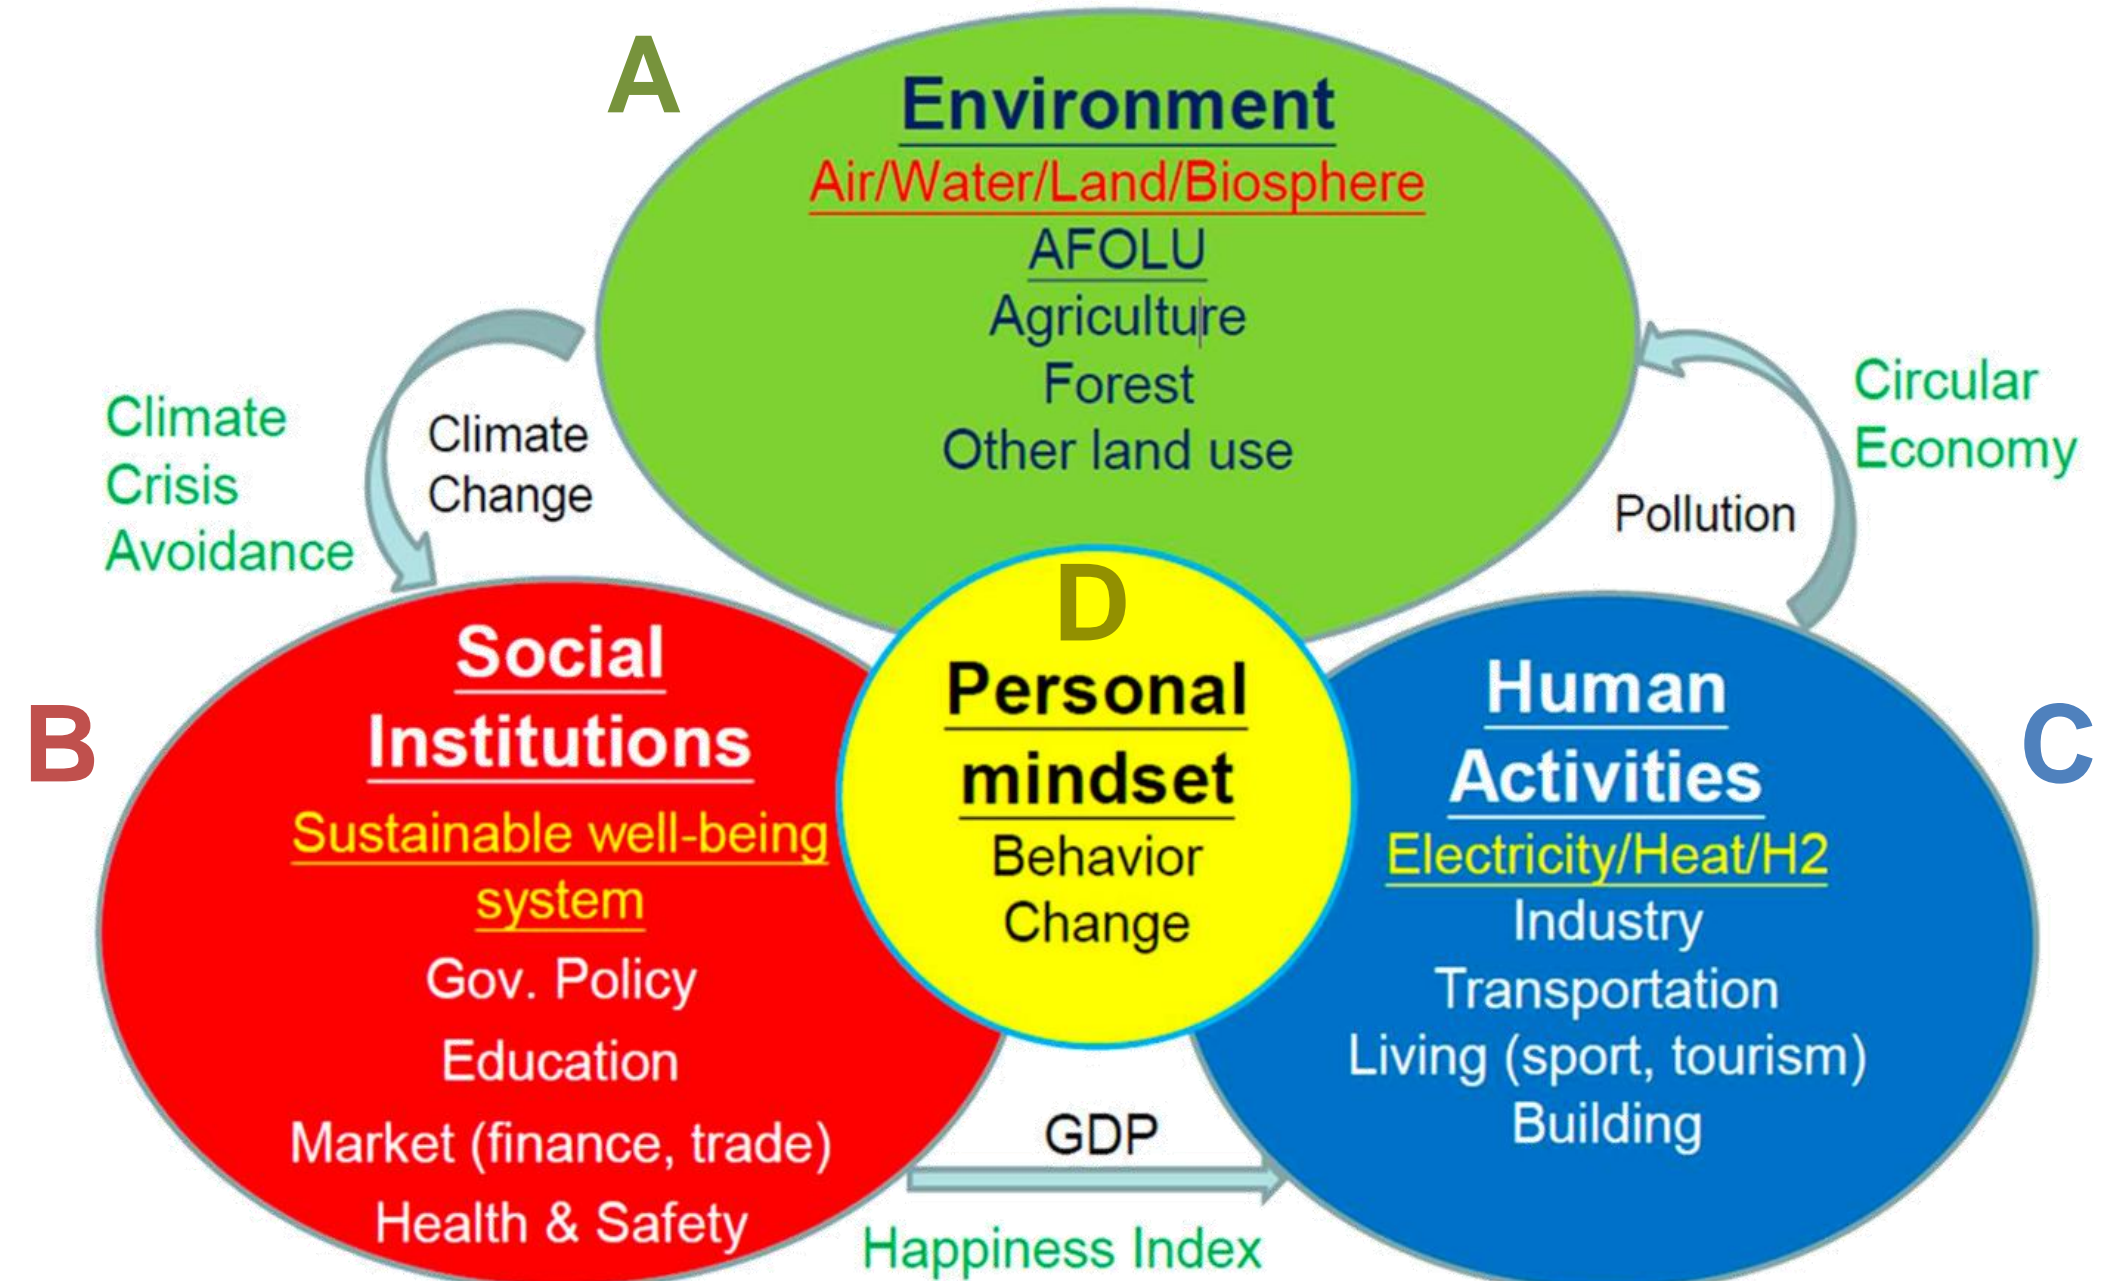 A
Environment
Air/Water/Land/Biosphere
AFOLU
Agriculture
Forest
Other land use
Climate
Crisis
Avoidance
Climate
Change
Circular
Economy
Pollution
B
Social
Institutions
Sustainable well-being
system
Gov. Policy
Education
Market (finance, trade)
Health & Safety
D
Personal
mindset
Behavior
Change
C
Human
Activities
Electricity/Heat/H2
Industry
Transportation
Living (sport, tourism)
Building
GDP
Happiness Index